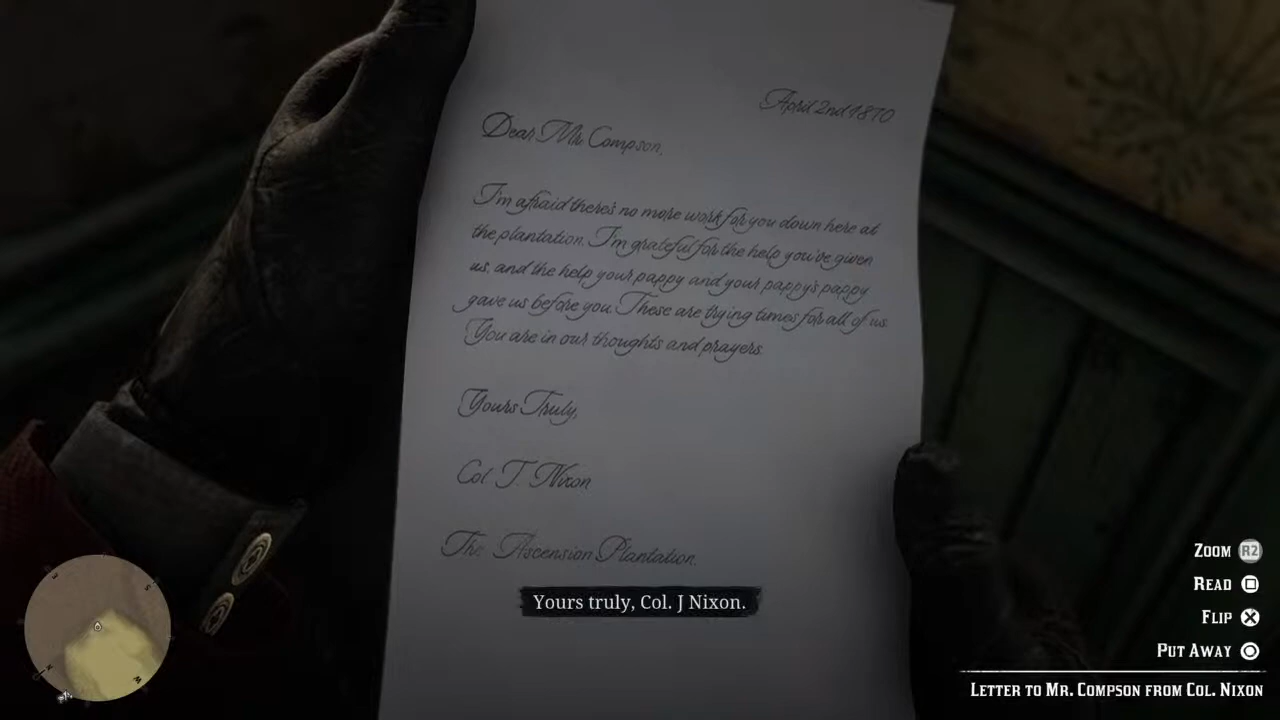 April 2nd 1870
Dear Mr. Compson,
I'm afraid there's no more work for you down here at
the plantation. I'm grateful for the help you've given
us, and the help your pappy and your pappy's pappy
gave us before you. These are trying times for all of us.
You are in our thoughts and prayers.
Yours Truly,
Col. J. Nixon
The Ascension Plantation.
Yours truly, Col. J Nixon.
ZOOM R2
READ
FLIP
PUT AWAY
LETTER TO MR. COMPSON FROM COL. NIXON